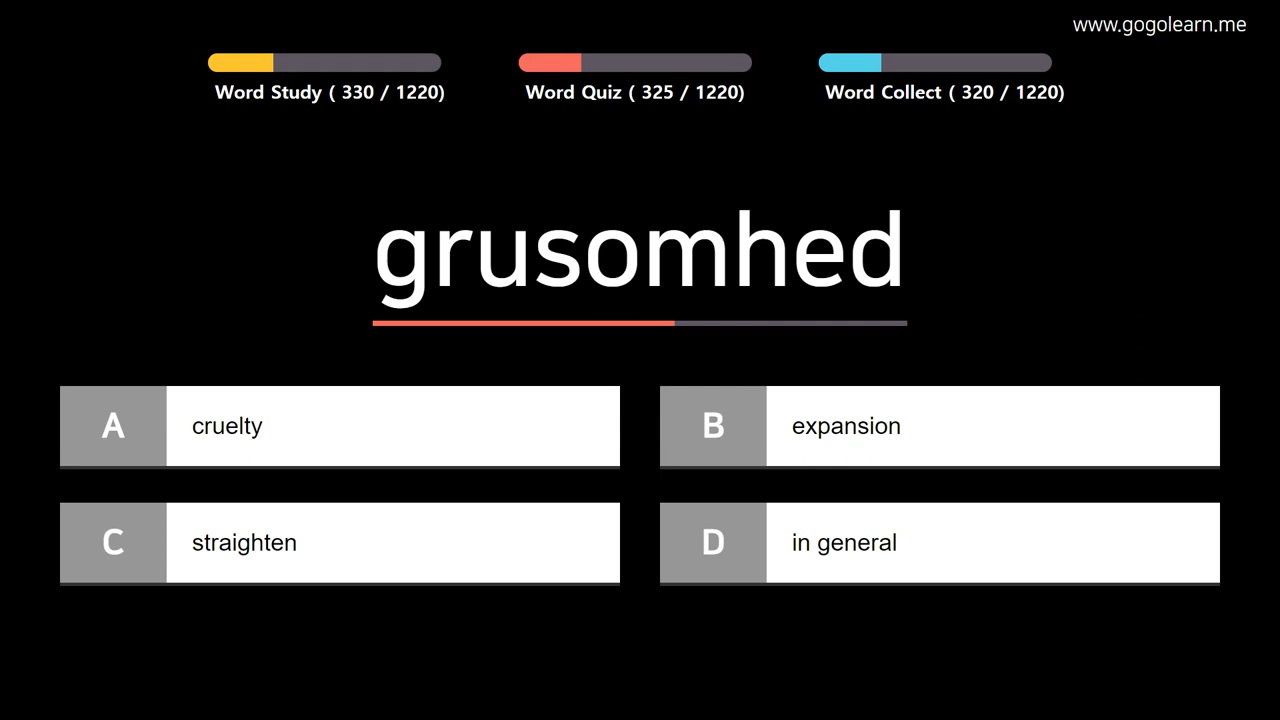 www.gogolearn.me
Word Study ( 330 / 1220)
Word Quiz ( 325 / 1220)
Word Collect ( 320 / 1220)
grusomhed
A cruelty
B expansion
C straighten
D in general